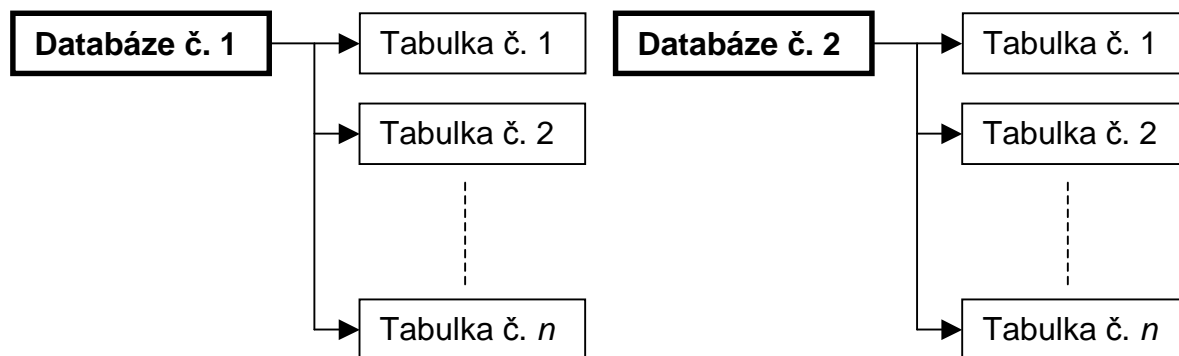 Databáze č. 1
Tabulka č. 1
Tabulka č. 2
Tabulka č. n
Databáze č. 2
Tabulka č. 1
Tabulka č. 2
Tabulka č. n